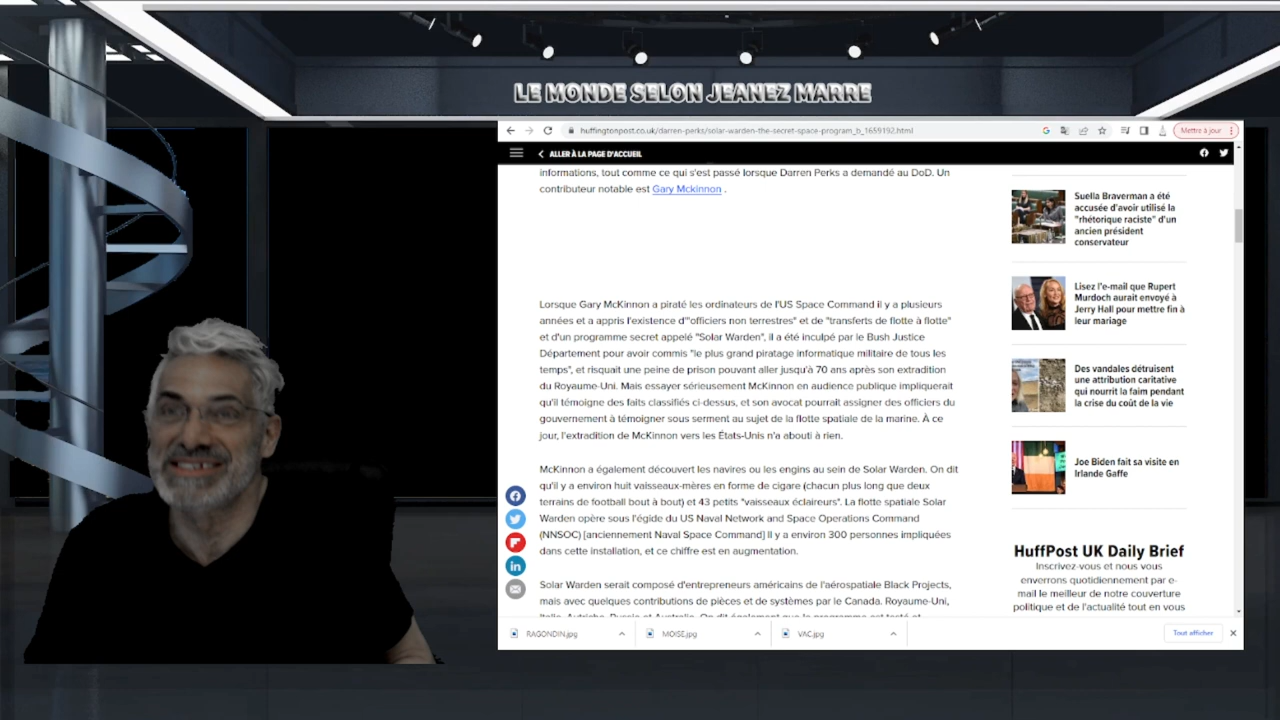 LE MONDE SELON JEANEZ MARRE
huffingtonpost.co.uk/darren-perks/solar-warden-the-secret-space-program_b_1659192.html
Mettre à jour
ALLER À LA PAGE D'ACCUEIL
informations, tout comme ce qui s'est passé lorsque Darren Perks a demandé au DoD. Un
contributeur notable est Gary Mckinnon .
Lorsque Gary McKinnon a piraté les ordinateurs de l'US Space Command il y a plusieurs
années et a appris l'existence d'"officiers non terrestres" et de "transferts de flotte à flotte"
et d'un programme secret appelé "Solar Warden", il a été inculpé par le Bush Justice
Département pour avoir commis "le plus grand piratage informatique militaire de tous les
temps", et risquait une peine de prison pouvant aller jusqu'à 70 ans après son extradition
du Royaume-Uni. Mais essayer sérieusement McKinnon en audience publique impliquerait
qu'il témoigne des faits classifiés ci-dessus, et son avocat pourrait assigner des officiers du
gouvernement à témoigner sous serment au sujet de la flotte spatiale de la marine. À ce
jour, l'extradition de McKinnon vers les États-Unis n'a abouti à rien.
McKinnon a également découvert les navires ou les engins au sein de Solar Warden. On dit
qu'il y a environ huit vaisseaux-mères en forme de cigare (chacun plus long que deux
terrains de football bout à bout) et 43 petits "vaisseaux éclaireurs". La flotte spatiale Solar
Warden opère sous l'égide du US Naval Network and Space Operations Command
(NNSOC) [anciennement Naval Space Command] Il y a environ 300 personnes impliquées
dans cette installation, et ce chiffre est en augmentation.
Solar Warden serait composé d'entrepreneurs américains de l'aérospatiale Black Projects,
mais avec quelques contributions de pièces et de systèmes par le Canada. Royaume-Uni,
Italie, Autriche, Russie et Australie. On dit également que le programme est testé et
Suella Braverman a été
accusée d'avoir utilisé la
"rhétorique raciste" d'un
ancien président
conservateur
Lisez l'e-mail que Rupert
Murdoch aurait envoyé à
Jerry Hall pour mettre fin à
leur mariage
Des vandales détruisent
une attribution caritative
qui nourrit la faim pendant
la crise du coût de la vie
Joe Biden fait sa visite en
Irlande Gaffe
HuffPost UK Daily Brief
Inscrivez-vous et nous vous
enverrons quotidiennement par e-
mail le meilleur de notre couverture
politique et de l'actualité tout en vous
RAGONDIN.jpg
MOISE.jpg
VAC.jpg
Tout afficher